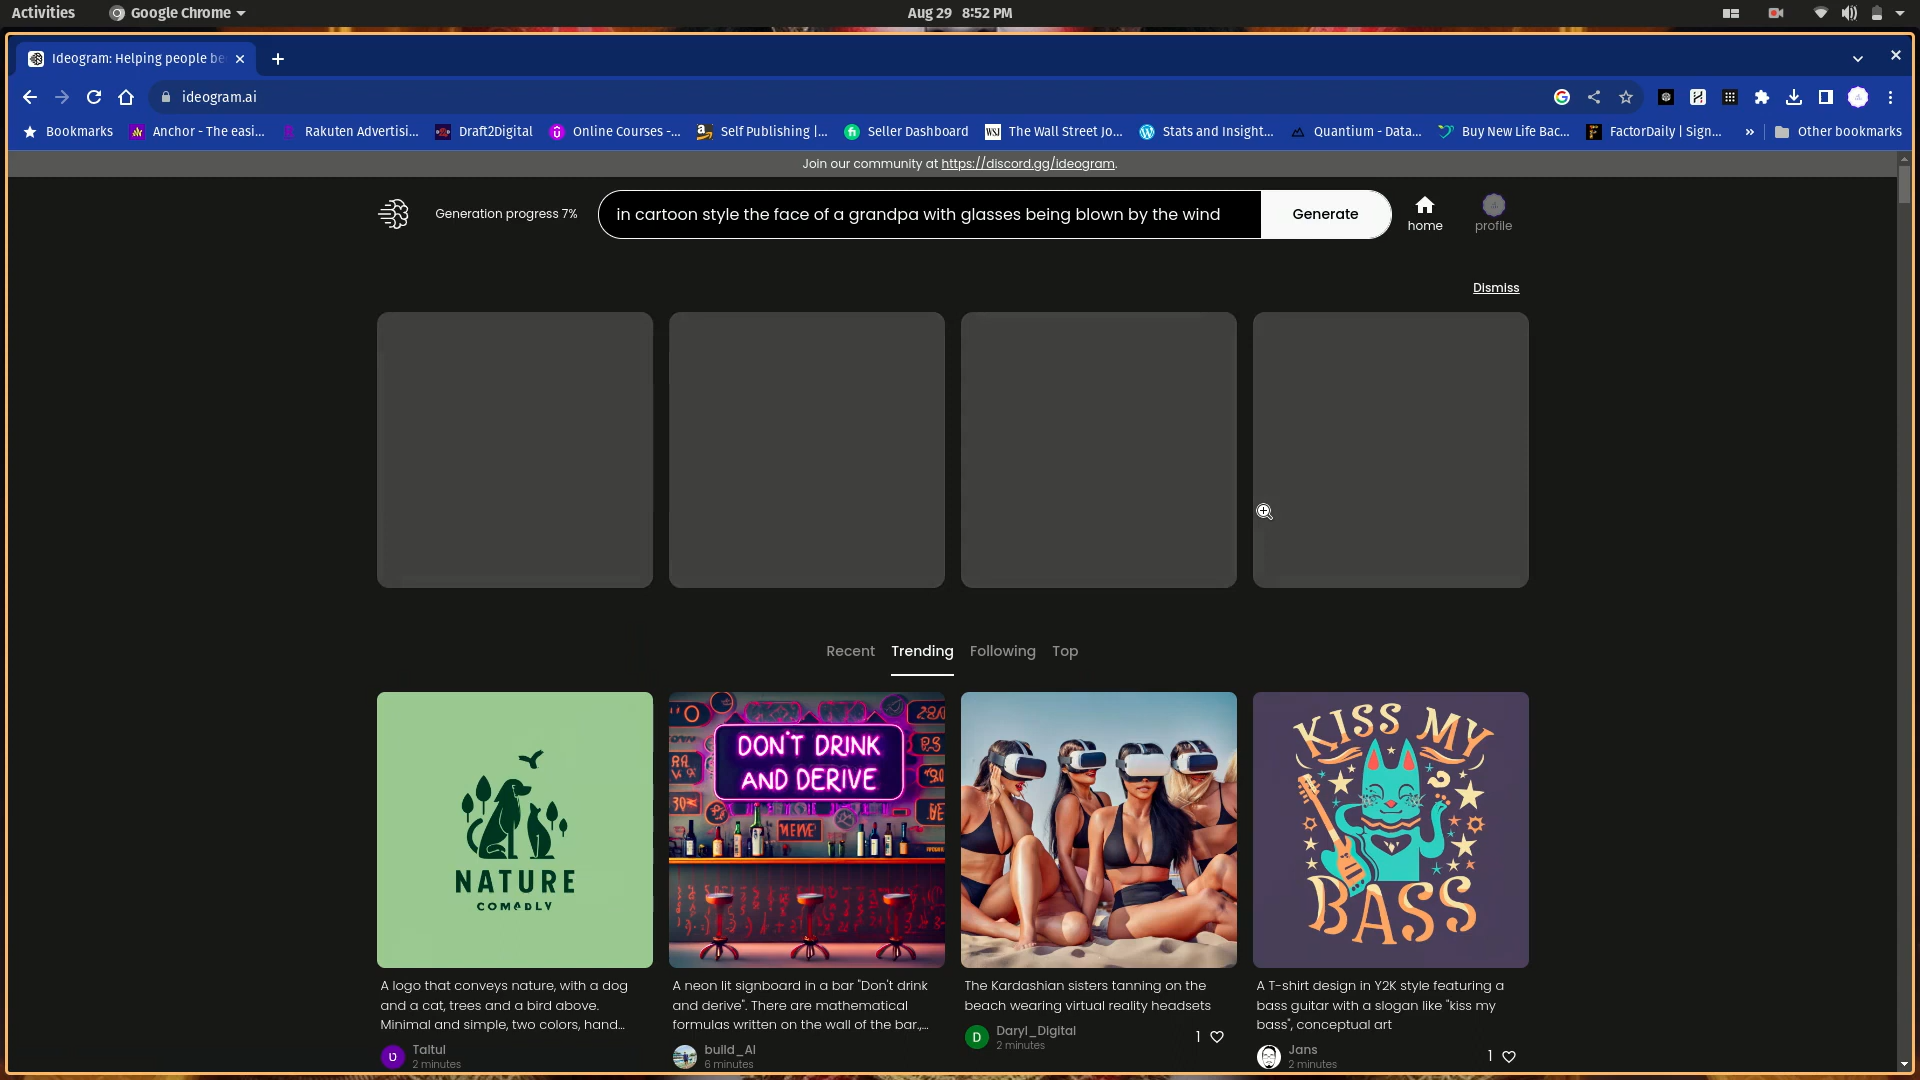 Activities
Google Chrome
Aug 29 8:52 PM
Ideogram: Helping people be
ideogram.ai
Bookmarks
Anchor - The easi...
Rakuten Advertisi...
Draft2Digital
Online Courses -...
Self Publishing |...
Seller Dashboard
WSJ
The Wall Street Jo...
Stats and Insight...
Quantium - Data...
Buy New Life Bac...
FactorDaily | Sign...
»
Other bookmarks
Join our community at https://discord.gg/ideogram.
Generation progress 7%
in cartoon style the face of a grandpa with glasses being blown by the wind
Generate
home
profile
Dismiss
Recent
Trending
Following
Top
NATURE
COMADLV
DON'T DRINK
AND DERIVE
KISS MY
BASS
A logo that conveys nature, with a dog
and a cat, trees and a bird above.
Minimal and simple, two colors, hand...
Taltul
2 minutes
A neon lit signboard in a bar "Don't drink
and derive". There are mathematical
formulas written on the wall of the bar.,...
build_AI
6 minutes
The Kardashian sisters tanning on the
beach wearing virtual reality headsets
D
Daryl_Digital
2 minutes
1
A T-shirt design in Y2K style featuring a
bass guitar with a slogan like "kiss my
bass", conceptual art
Jans
2 minutes
1